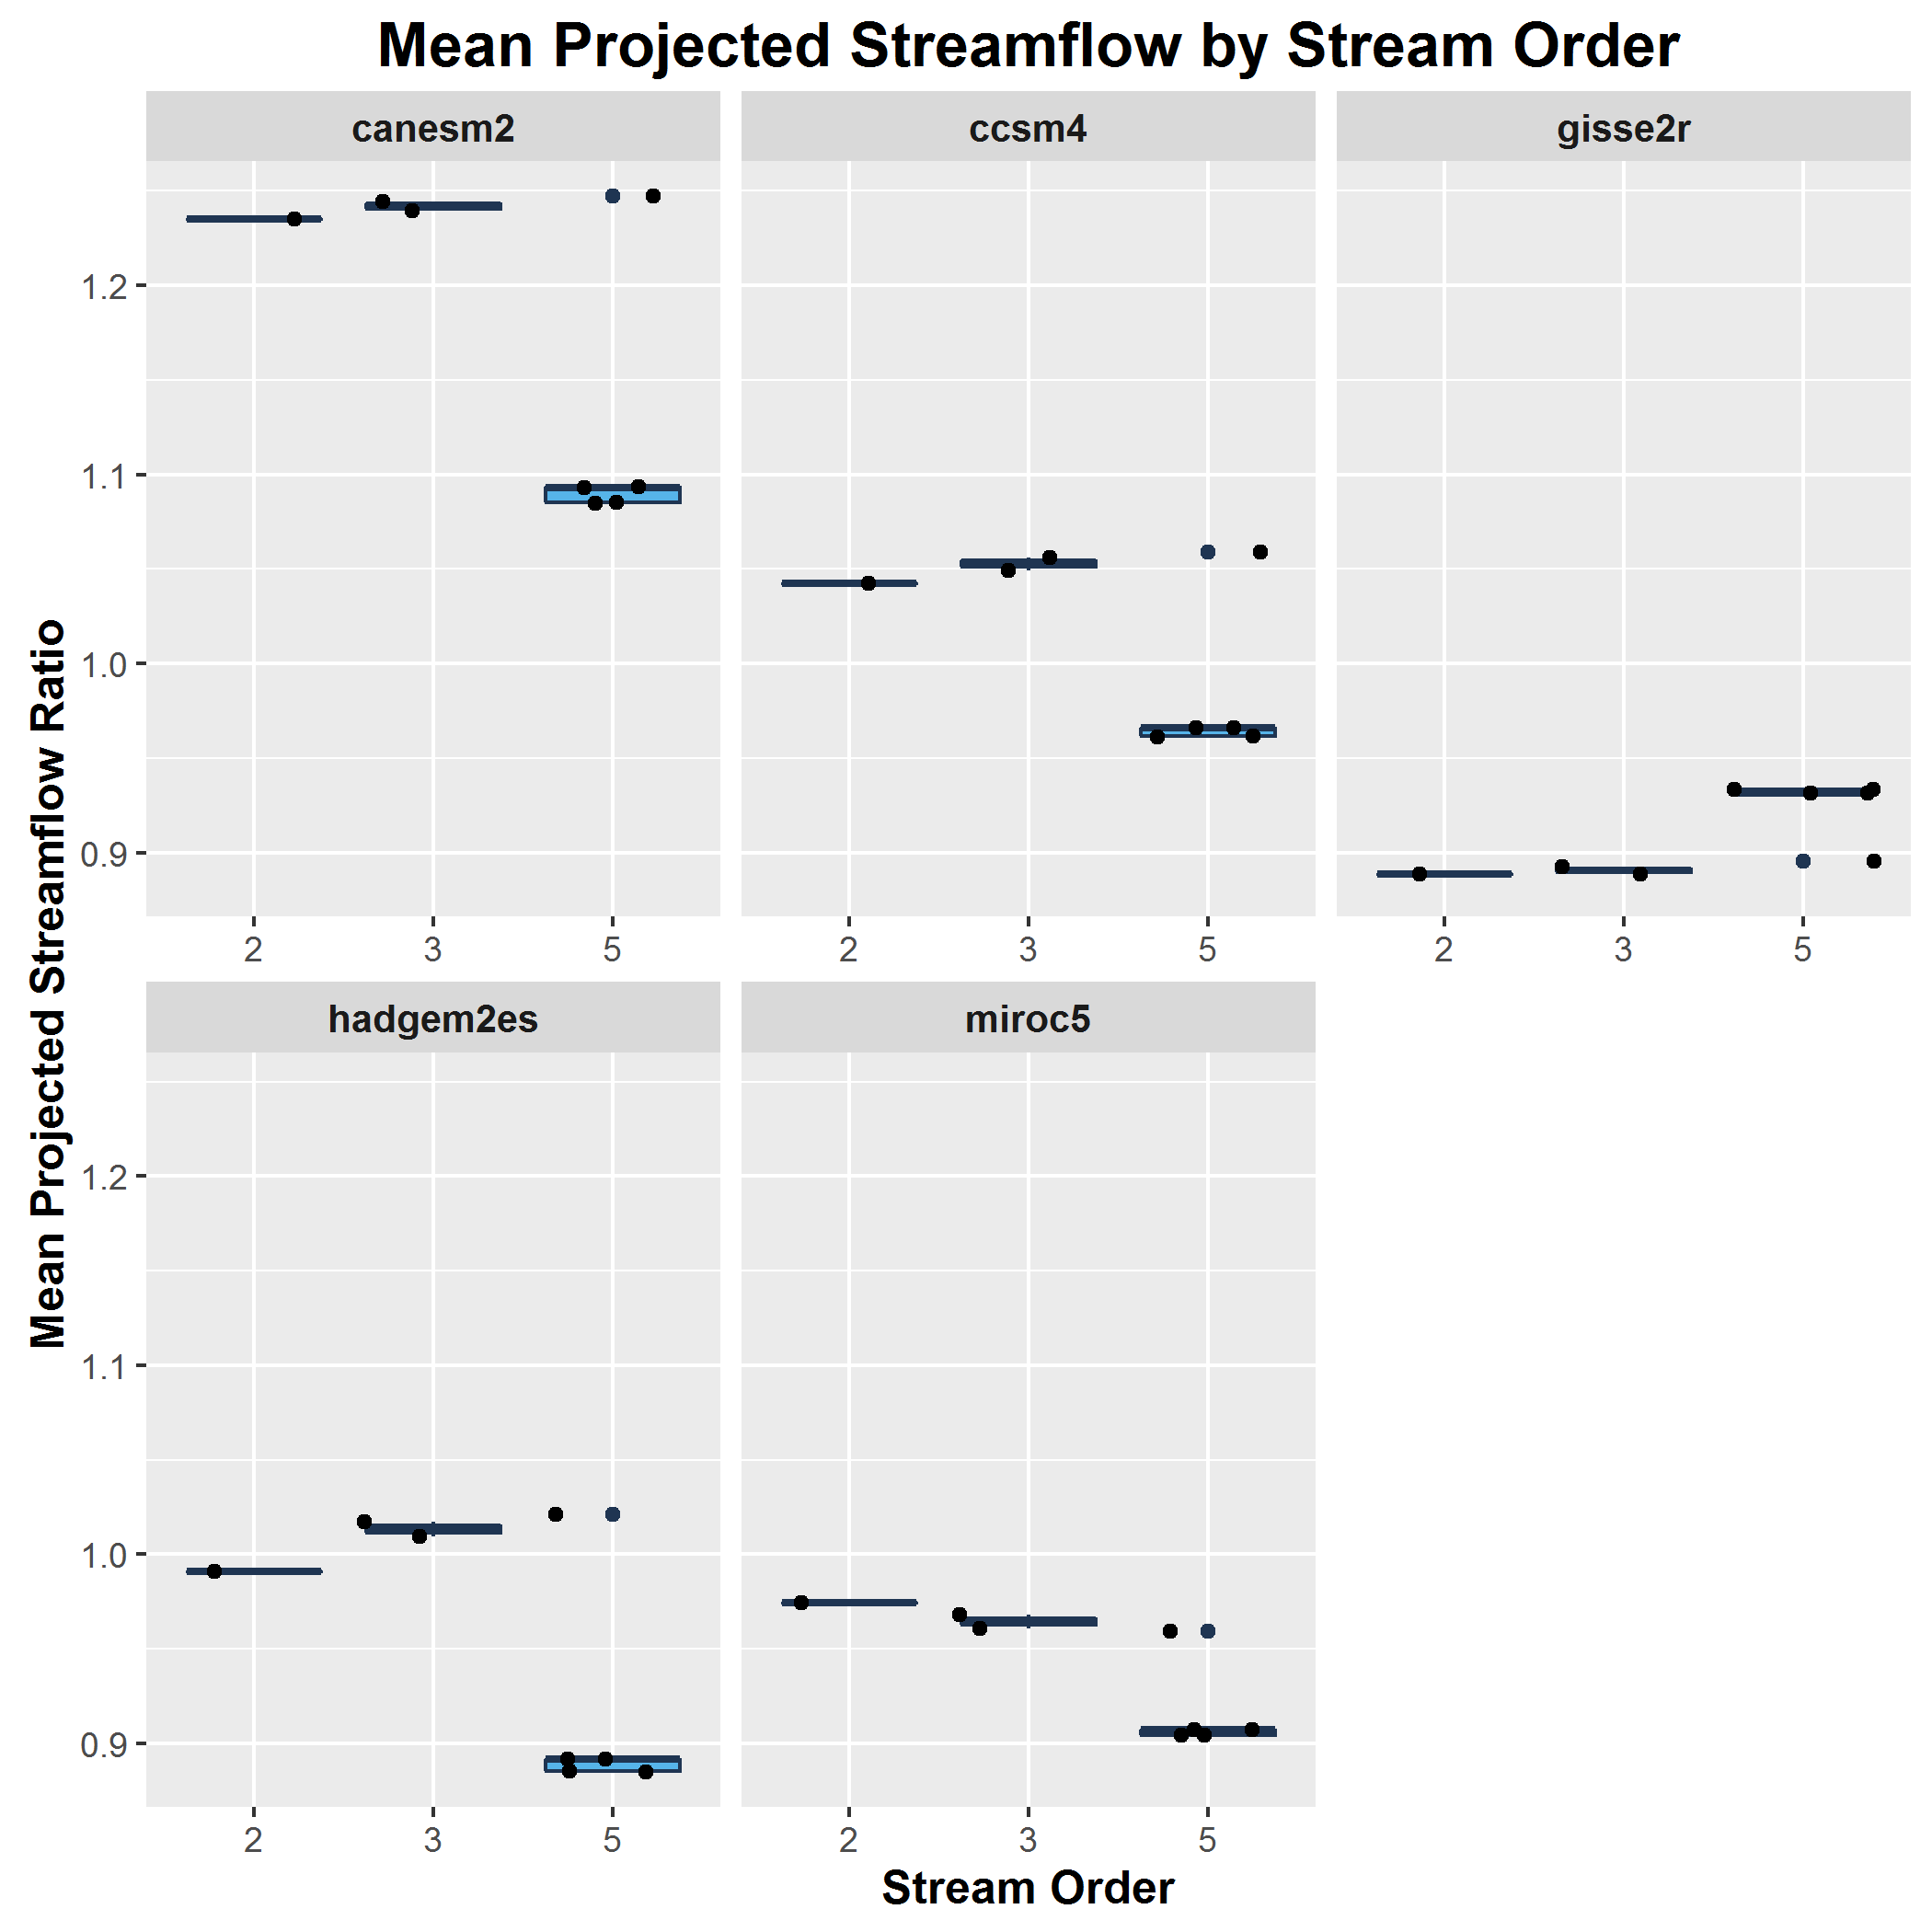 Mean Projected Streamflow by Stream Order
canesm2
ccsm4
gisse2r
1.2
1.1
1.0
0.9
2 3 5
2 3 5
2 3 5
Mean Projected Streamflow Ratio
hadgem2es
miroc5
1.2
1.1
1.0
0.9
2 3 5
2 3 5
Stream Order